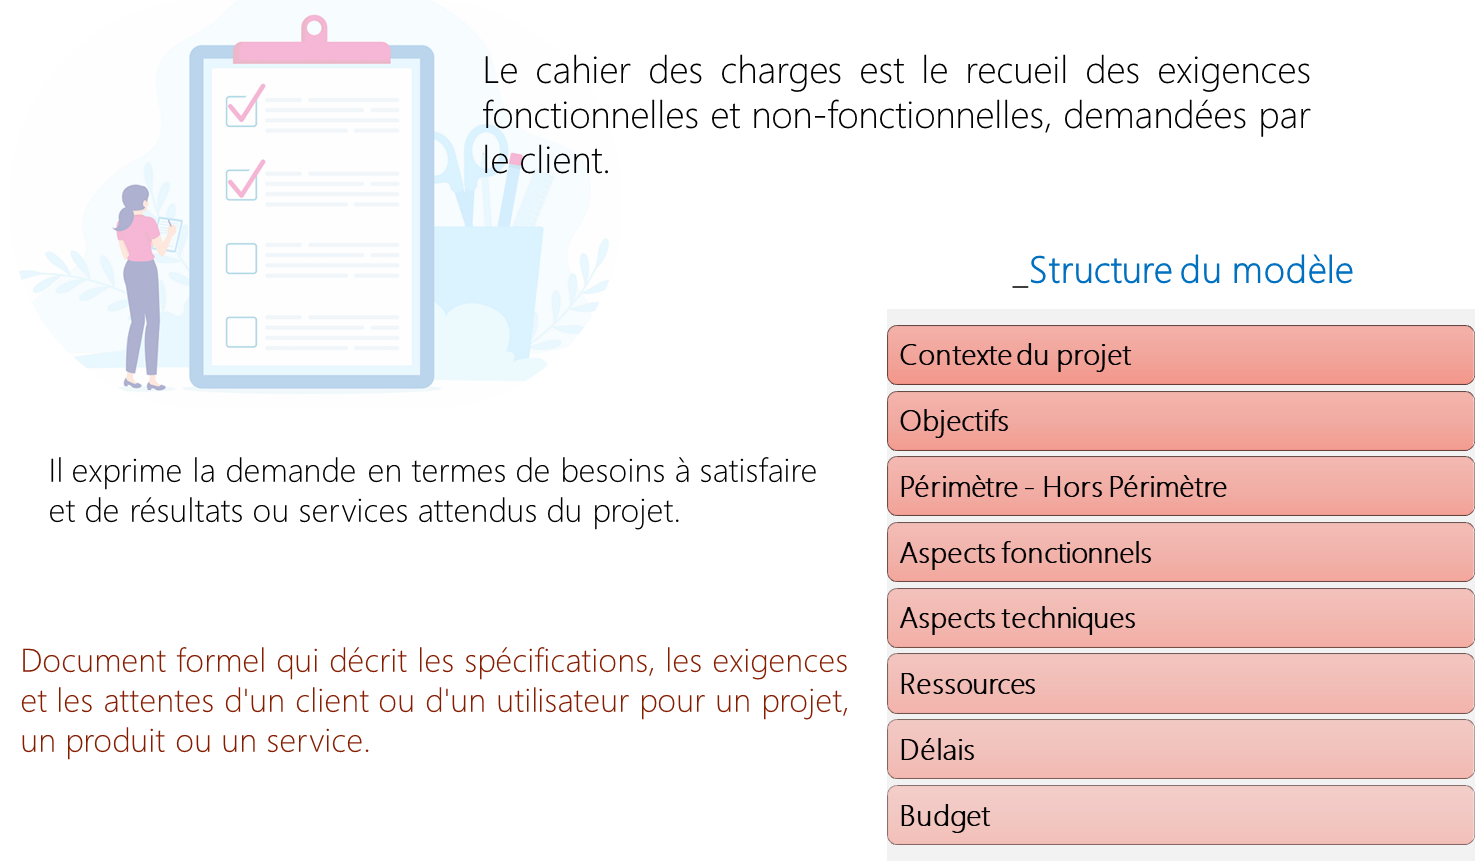 Le cahier des charges est le recueil des exigences
fonctionnelles et non-fonctionnelles, demandées par
le client.
_Structure du modèle
Contexte du projet
Objectifs
Périmètre - Hors Périmètre
Aspects fonctionnels
Aspects techniques
Ressources
Délais
Budget
Il exprime la demande en termes de besoins à satisfaire
et de résultats ou services attendus du projet.
Document formel qui décrit les spécifications, les exigences
et les attentes d'un client ou d'un utilisateur pour un projet,
un produit ou un service.